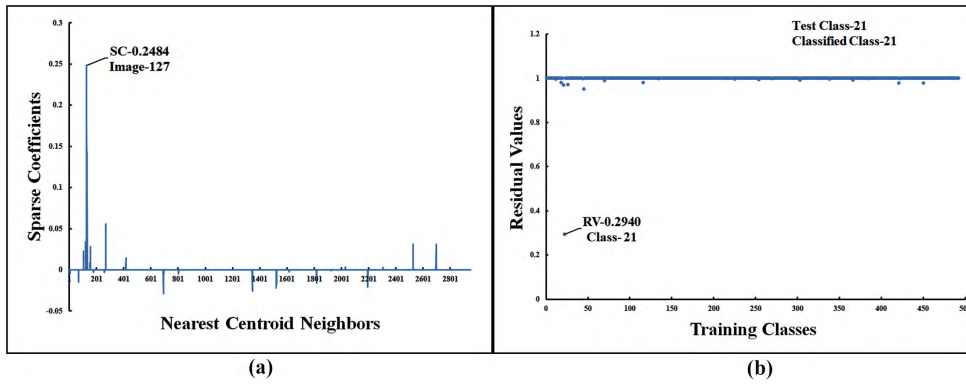 0.3
SC-0.2484
Image-127
0.25
0.2
0.15
0.1
0.05
0
-0.05
201 401 601 801 1001 1201 1401 1601 1801 2001 2201 2401 2601 2801
Sparse Coefficients
Nearest Centroid Neighbors
(a)
Test Class-21
Classified Class-21
1.2
1
0.8
0.6
0.4
0.2
0
RV-0.2940
Class-21
0 50 100 150 200 250 300 350 400 450 500
Residual Values
Training Classes
(b)